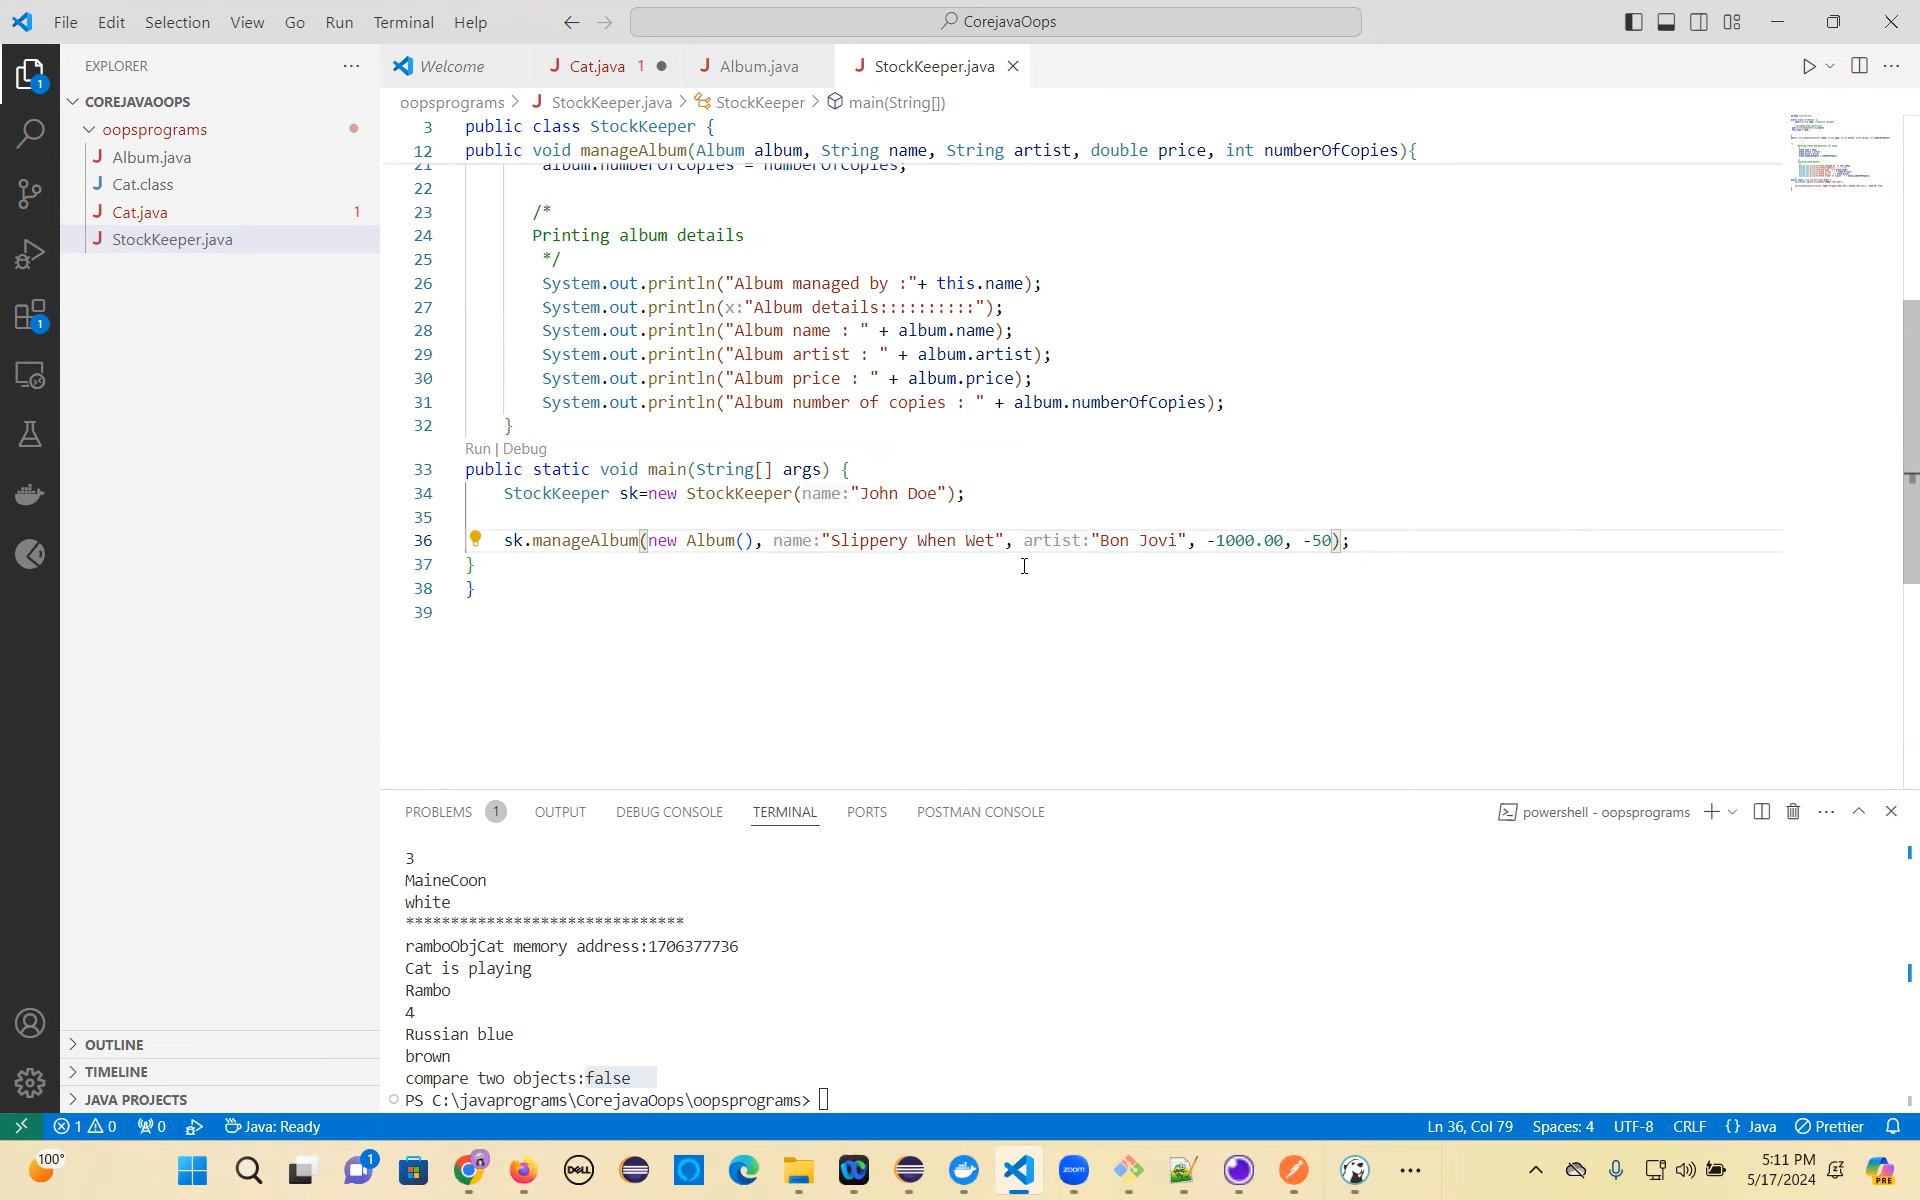 File Edit Selection View Go Run Terminal Help
CorejavaOops
EXPLORER
Welcome
J Cat.java 1
J Album.java
J StockKeeper.java
COREJAVAOOPS
oopsprograms
J Album.java
J Cat.class
J Cat.java 1
J StockKeeper.java
oopsprograms > J StockKeeper.java > StockKeeper > main(String[])
3 public class StockKeeper {
12 public void manageAlbum(Album album, String name, String artist, double price, int numberOfCopies){
21 album.numberOfCopies = numberOfCopies;
22
23 /*
24 Printing album details
25 */
26 System.out.println("Album managed by :"+ this.name);
27 System.out.println(x:"Album details::::::::::");
28 System.out.println("Album name : " + album.name);
29 System.out.println("Album artist : " + album.artist);
30 System.out.println("Album price : " + album.price);
31 System.out.println("Album number of copies : " + album.numberOfCopies);
32 }
Run | Debug
33 public static void main(String[] args) {
34 StockKeeper sk=new StockKeeper(name:"John Doe");
35
36 sk.manageAlbum(new Album(), name:"Slippery When Wet", artist:"Bon Jovi", -1000.00, -50);
37 }
38 }
39
PROBLEMS 1 OUTPUT DEBUG CONSOLE TERMINAL PORTS POSTMAN CONSOLE
powershell - oopsprograms
3
MaineCoon
white
*******************************
ramboObjCat memory address:1706377736
Cat is playing
Rambo
4
Russian blue
brown
compare two objects:false
PS C:\javaprograms\CorejavaOops\oopsprograms>
OUTLINE
TIMELINE
JAVA PROJECTS
1 0 0 Java: Ready
Ln 36, Col 79 Spaces: 4 UTF-8 CRLF {} Java Prettier
100°
DELL
zoom
PRE
5:11 PM
5/17/2024